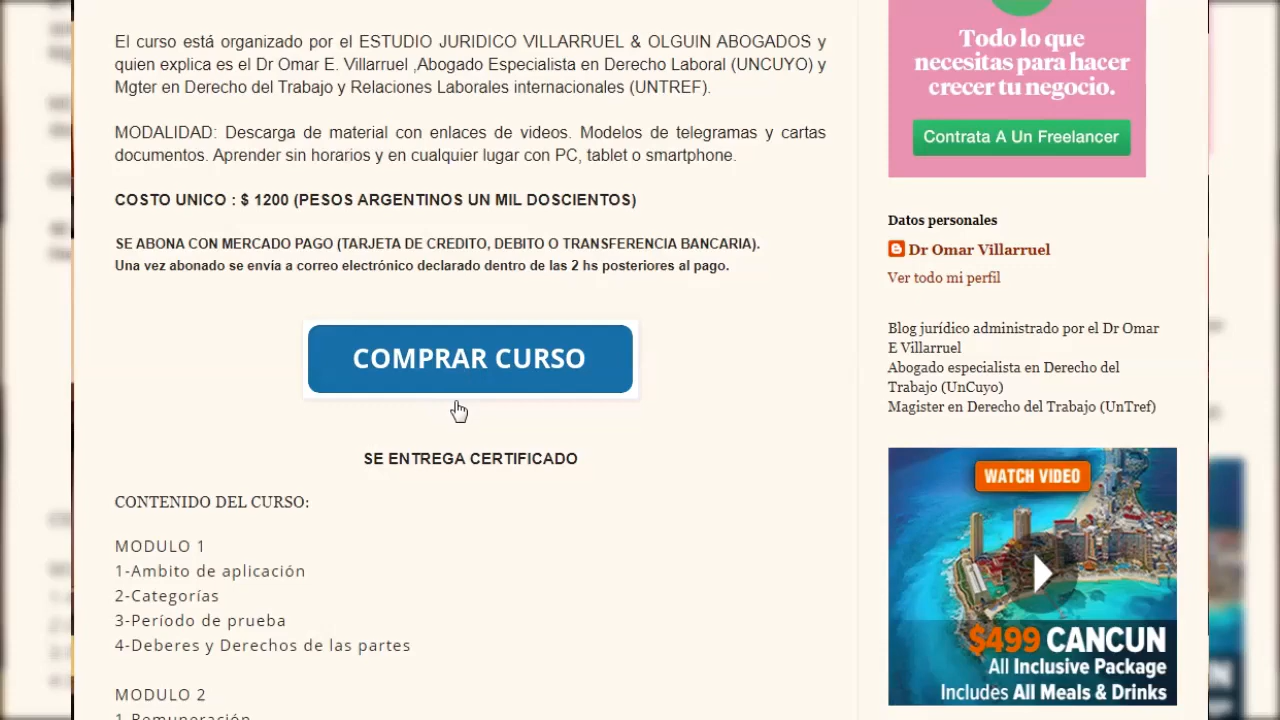 El curso está organizado por el ESTUDIO JURIDICO VILLARRUEL & OLGUIN ABOGADOS y
quien explica es el Dr Omar E. Villarruel ,Abogado Especialista en Derecho Laboral (UNCUYO) y
Mgter en Derecho del Trabajo y Relaciones Laborales internacionales (UNTREF).
MODALIDAD: Descarga de material con enlaces de videos. Modelos de telegramas y cartas
documentos. Aprender sin horarios y en cualquier lugar con PC, tablet o smartphone.
COSTO UNICO : $ 1200 (PESOS ARGENTINOS UN MIL DOSCIENTOS)
SE ABONA CON MERCADO PAGO (TARJETA DE CREDITO, DEBITO O TRANSFERENCIA BANCARIA).
Una vez abonado se envía a correo electrónico declarado dentro de las 2 hs posteriores al pago.
COMPRAR CURSO
SE ENTREGA CERTIFICADO
CONTENIDO DEL CURSO:
MODULO 1
1-Ambito de aplicación
2-Categorías
3-Período de prueba
4-Deberes y Derechos de las partes
MODULO 2
1-Remuneración
Todo lo que
necesitas para hacer
crecer tu negocio.
Contrata A Un Freelancer
Datos personales
Dr Omar Villarruel
Ver todo mi perfil
Blog jurídico administrado por el Dr Omar
E Villarruel
Abogado especialista en Derecho del
Trabajo (UnCuyo)
Magister en Derecho del Trabajo (UnTref)
WATCH VIDEO
$499 CANCUN
All Inclusive Package
Includes All Meals & Drinks